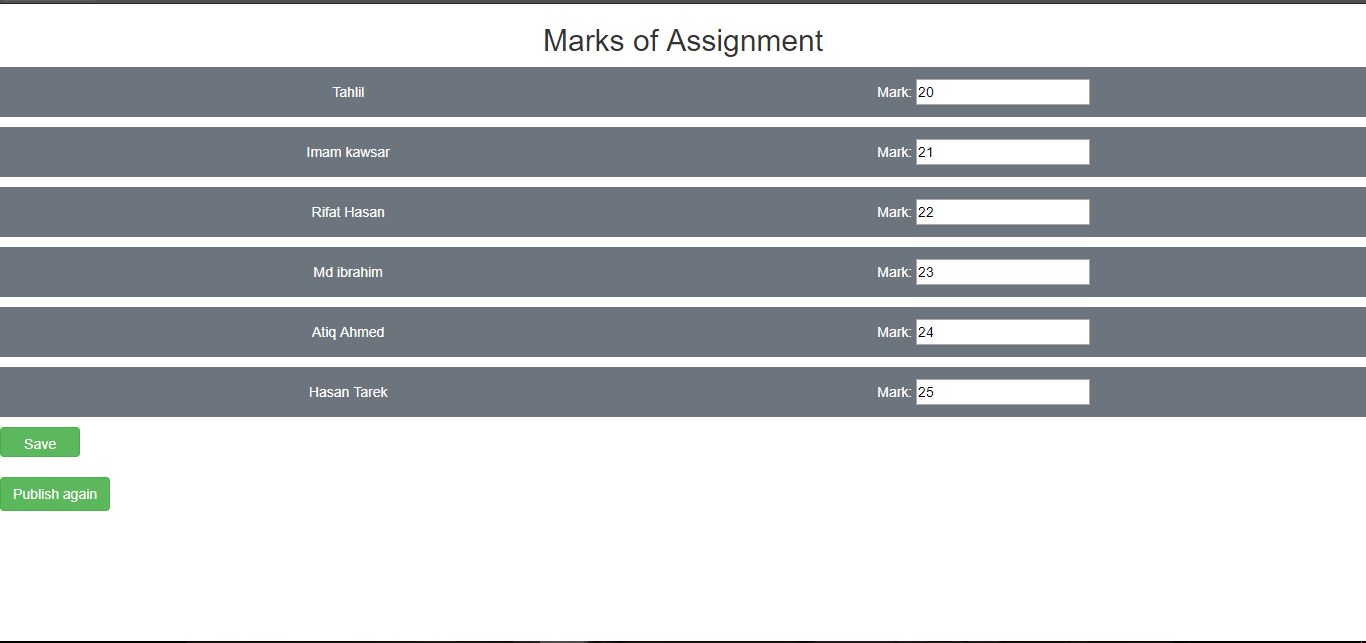 Marks of Assignment
Tahlil Mark: 20
Imam kawsar Mark: 21
Rifat Hasan Mark: 22
Md ibrahim Mark: 23
Atiq Ahmed Mark: 24
Hasan Tarek Mark: 25
Save
Publish again